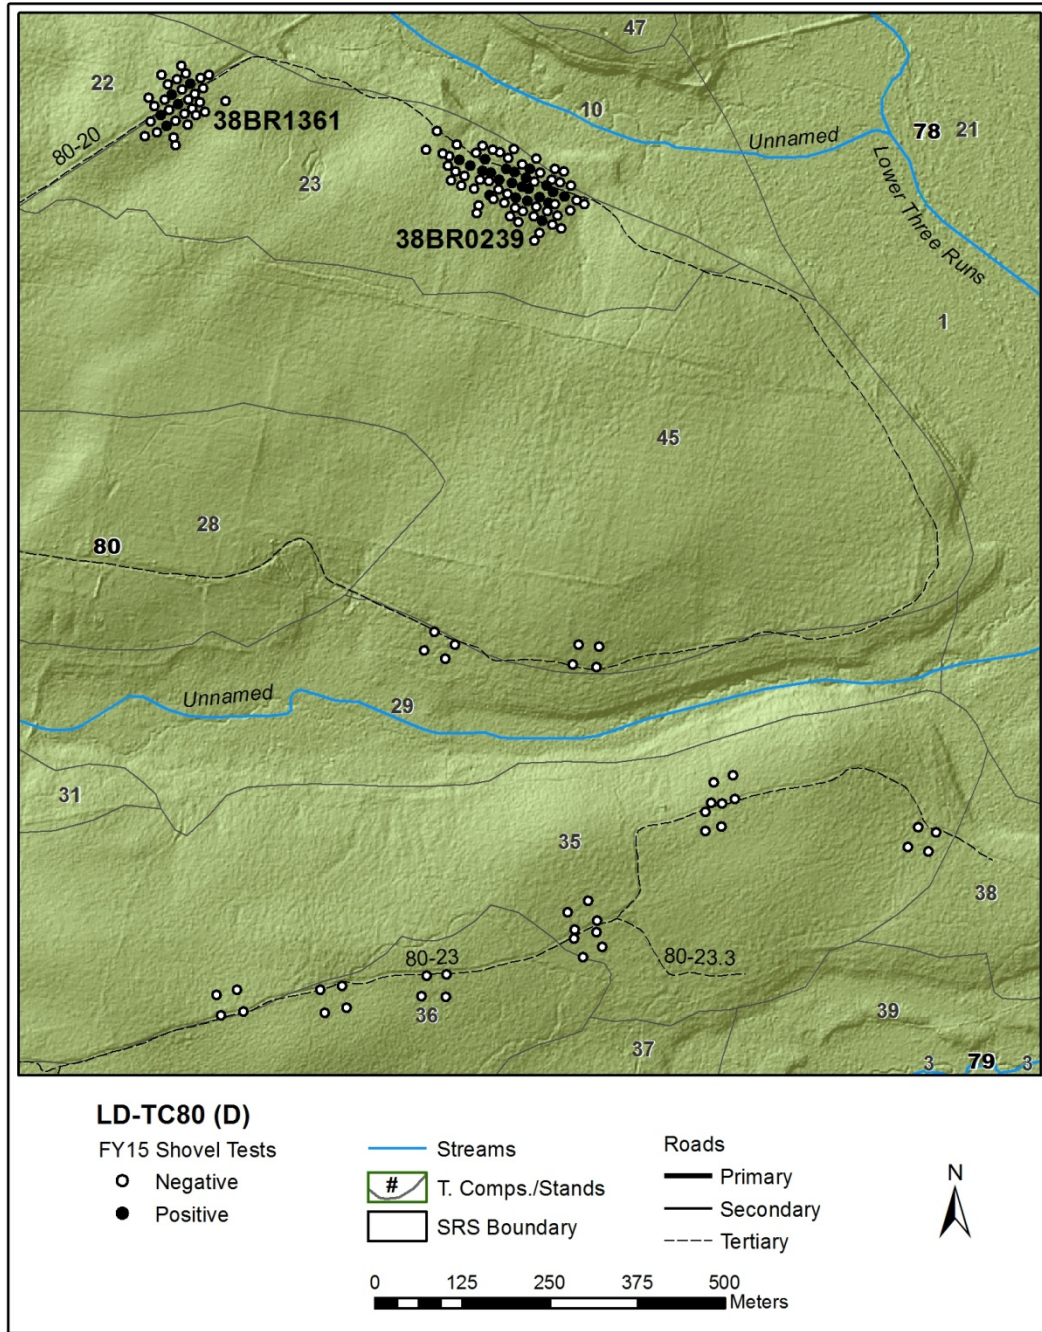 47
22
10
38BR1361
Unnamed
78
21
80-20
23
Lower Three Runs
38BR0239
1
45
28
80
Unnamed
29
31
35
38
80-23
80-23.3
36
39
37
3
79
3
LD-TC80 (D)
FY15 Shovel Tests
Negative
Positive
Streams
#
T. Comps./Stands
SRS Boundary
Roads
Primary
Secondary
Tertiary
N
0 125 250 375 500
Meters